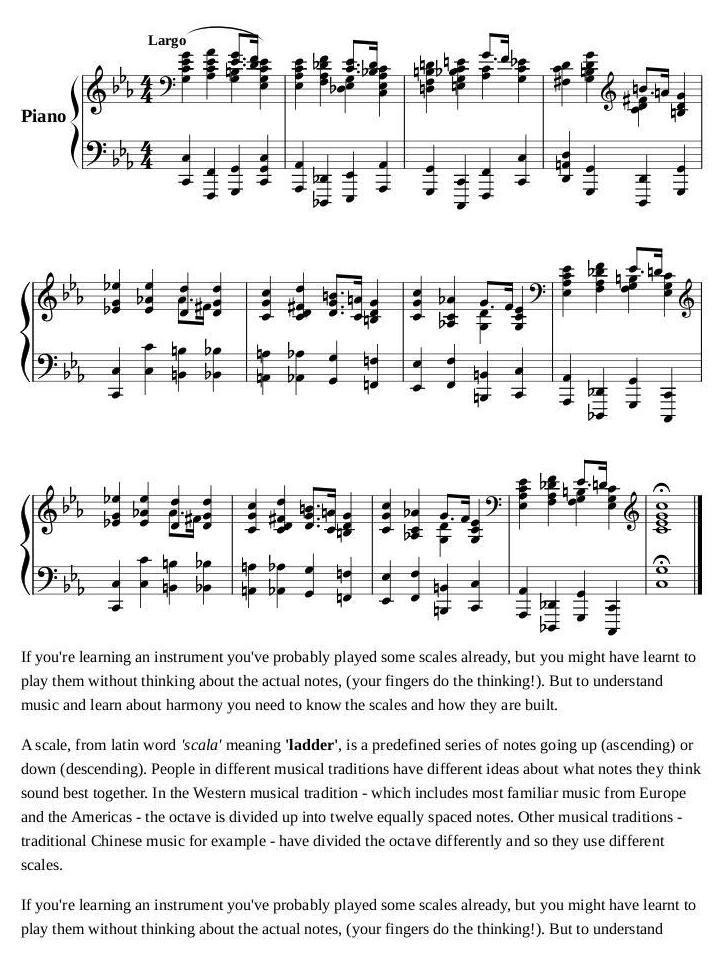 Largo
Piano
If you're learning an instrument you've probably played some scales already, but you might have learnt to
play them without thinking about the actual notes, (your fingers do the thinking!). But to understand
music and learn about harmony you need to know the scales and how they are built.
A scale, from latin word 'scala' meaning 'ladder', is a predefined series of notes going up (ascending) or
down (descending). People in different musical traditions have different ideas about what notes they think
sound best together. In the Western musical tradition - which includes most familiar music from Europe
and the Americas - the octave is divided up into twelve equally spaced notes. Other musical traditions -
traditional Chinese music for example - have divided the octave differently and so they use different
scales.
If you're learning an instrument you've probably played some scales already, but you might have learnt to
play them without thinking about the actual notes, (your fingers do the thinking!). But to understand